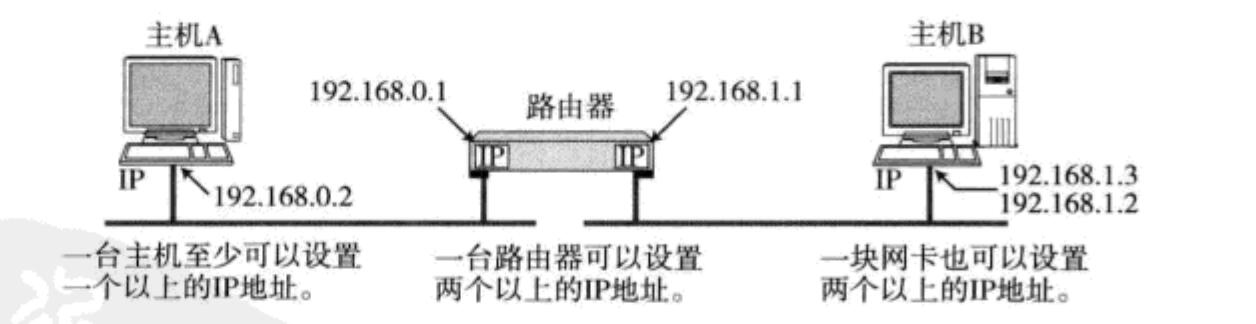 主机A
主机B
192.168.0.1
路由器
192.168.1.1
IP
IP
IP
192.168.0.2
IP
192.168.1.3
192.168.1.2
一台主机至少可以设置
一个以上的IP地址。
一台路由器可以设置
两个以上的IP地址。
一块网卡也可以设置
两个以上的IP地址。